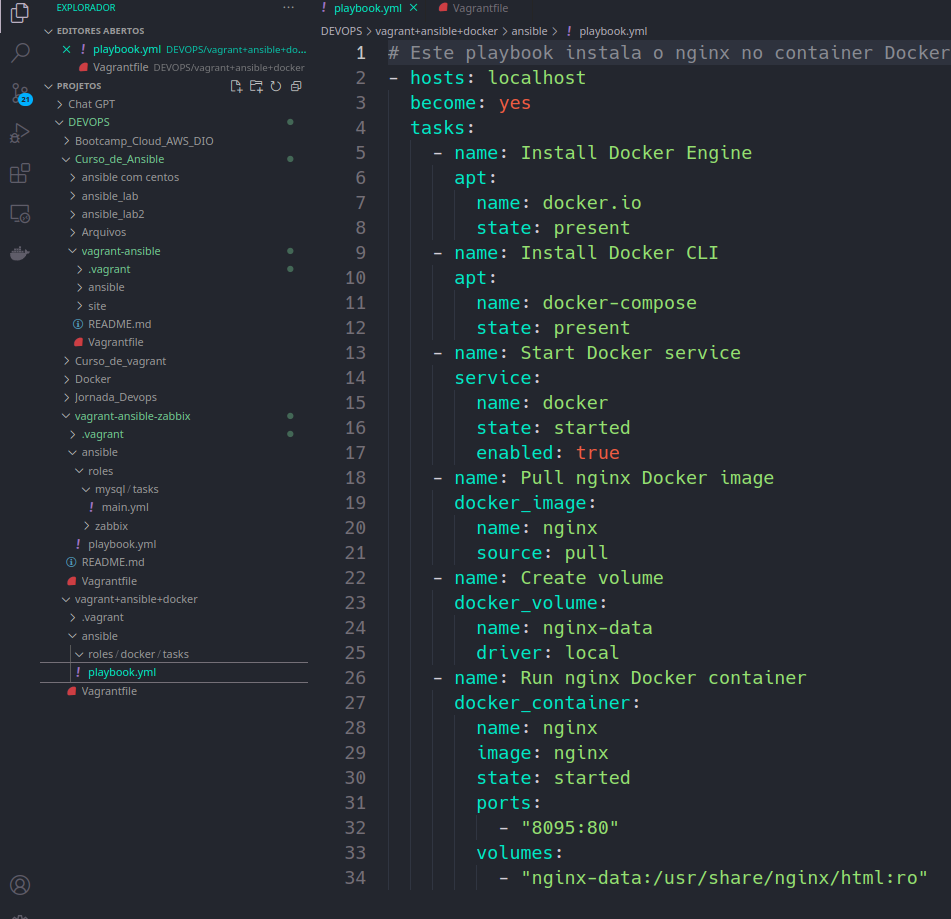 EXPLORADOR
EDITORES ABERTOS
playbook.yml DEVOPS/vagrant+ansible+do...
Vagrantfile DEVOPS/vagrant+ansible+docker
21
PROJETOS
Chat GPT
DEVOPS
Bootcamp_Cloud_AWS_DIO
Curso_de_Ansible
ansible com centos
ansible_lab
ansible_lab2
Arquivos
vagrant-ansible
.vagrant
ansible
site
README.md
Vagrantfile
Curso_de_vagrant
Docker
Jornada_Devops
vagrant-ansible-zabbix
.vagrant
ansible
roles
mysql / tasks
main.yml
zabbix
playbook.yml
README.md
Vagrantfile
vagrant+ansible+docker
.vagrant
ansible
roles / docker / tasks
playbook.yml
Vagrantfile
! playbook.yml × Vagrantfile
DEVOPS > vagrant+ansible+docker > ansible > ! playbook.yml
1 # Este playbook instala o nginx no container Docker
2 - hosts: localhost
3   become: yes
4   tasks:
5     - name: Install Docker Engine
6       apt:
7         name: docker.io
8         state: present
9     - name: Install Docker CLI
10       apt:
11         name: docker-compose
12         state: present
13     - name: Start Docker service
14       service:
15         name: docker
16         state: started
17         enabled: true
18     - name: Pull nginx Docker image
19       docker_image:
20         name: nginx
21         source: pull
22     - name: Create volume
23       docker_volume:
24         name: nginx-data
25         driver: local
26     - name: Run nginx Docker container
27       docker_container:
28         name: nginx
29         image: nginx
30         state: started
31         ports:
32           - "8095:80"
33         volumes:
34           - "nginx-data:/usr/share/nginx/html:ro"